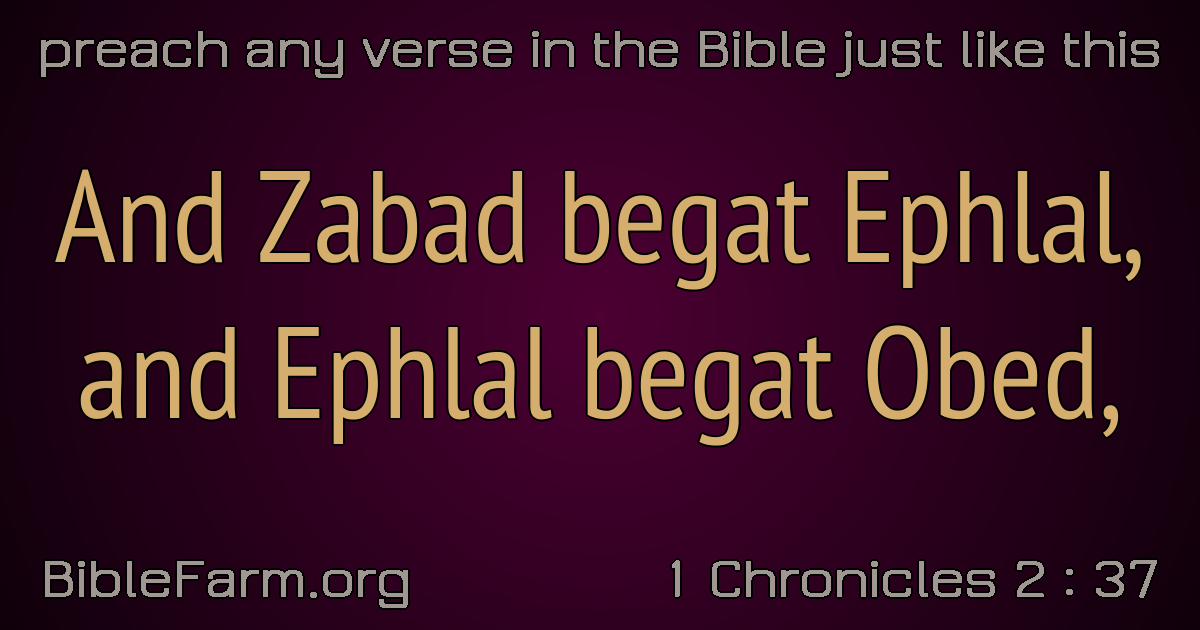 preach any verse in the Bible just like this
And Zabad begat Ephlal,
and Ephlal begat Obed,
BibleFarm.org
1 Chronicles 2 : 37